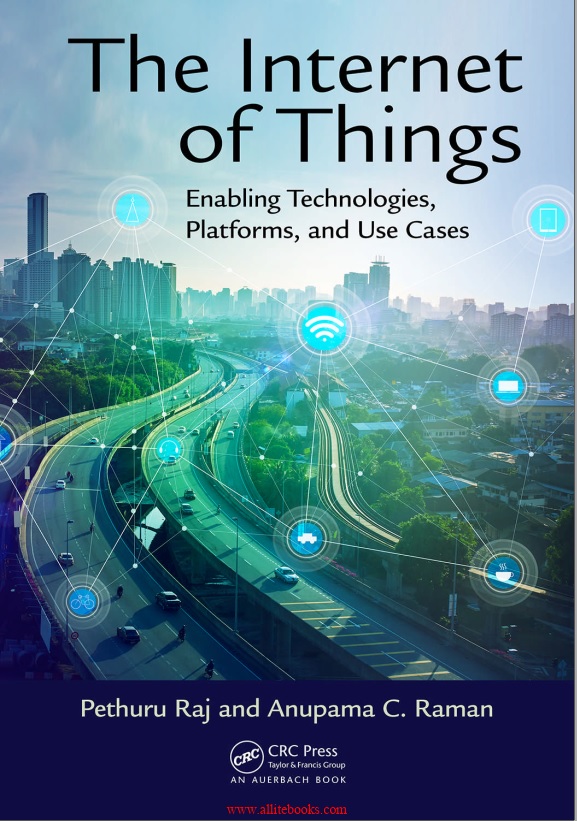 The Internet
of Things
Enabling Technologies,
Platforms, and Use Cases
Pethuru Raj and Anupama C. Raman
CRC
CRC Press
Taylor & Francis Group
AN AUERBACH BOOK
www.allitebooks.com